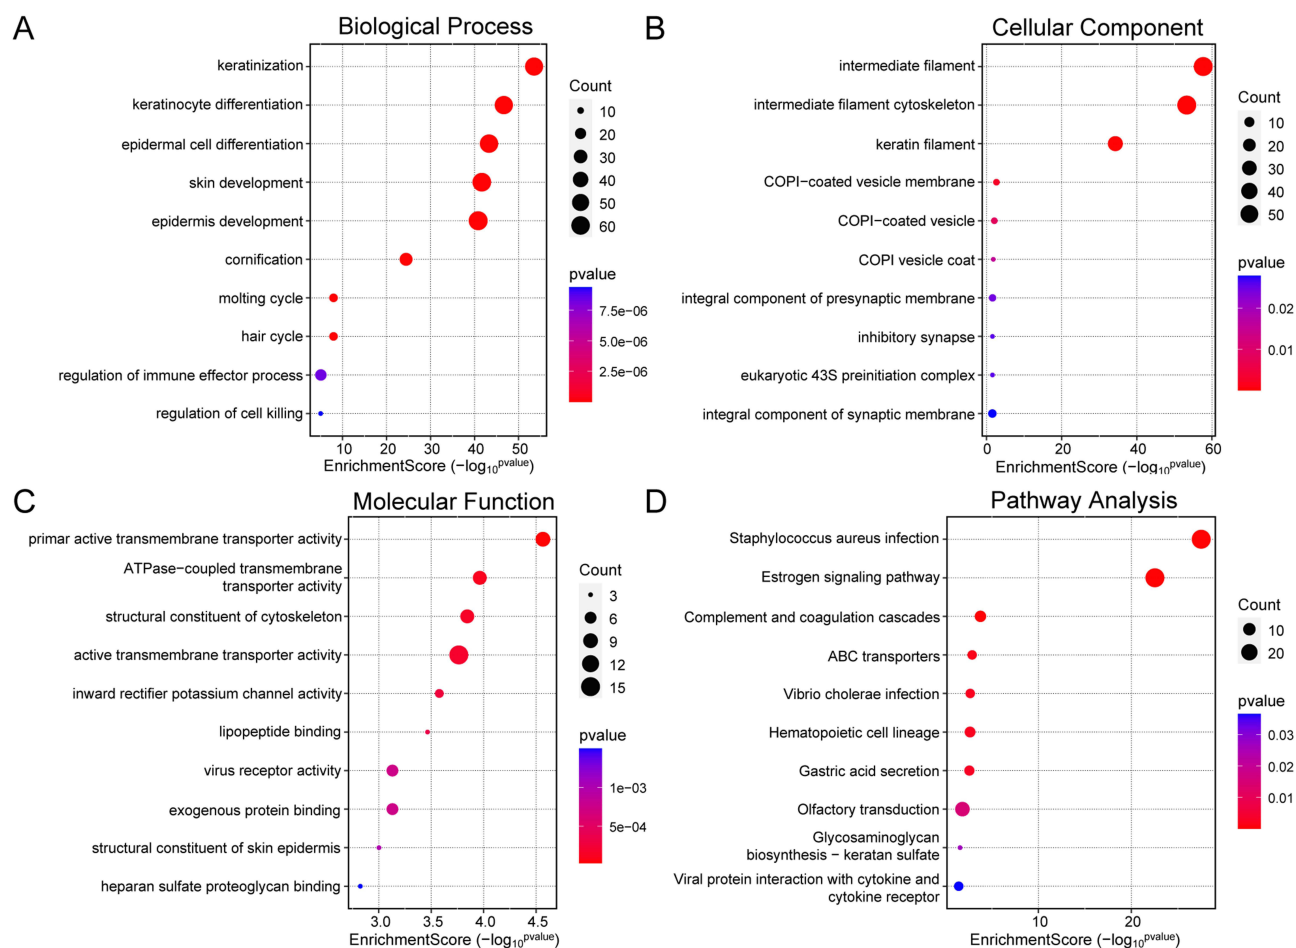 A
Biological Process
keratinization
keratinocyte differentiation
epidermal cell differentiation
skin development
epidermis development
cornification
molting cycle
hair cycle
regulation of immune effector process
regulation of cell killing
10 20 30 40 50
EnrichmentScore (−log10pvalue)
Count
10
20
30
40
50
60
pvalue
7.5e−06
5.0e−06
2.5e−06
B
Cellular Component
intermediate filament
intermediate filament cytoskeleton
keratin filament
COPI−coated vesicle membrane
COPI−coated vesicle
COPI vesicle coat
integral component of presynaptic membrane
inhibitory synapse
eukaryotic 43S preinitiation complex
integral component of synaptic membrane
0 20 40 60
EnrichmentScore (−log10pvalue)
Count
10
20
30
40
50
pvalue
0.02
0.01
C
Molecular Function
primar active transmembrane transporter activity
ATPase−coupled transmembrane
transporter activity
structural constituent of cytoskeleton
active transmembrane transporter activity
inward rectifier potassium channel activity
lipopeptide binding
virus receptor activity
exogenous protein binding
structural constituent of skin epidermis
heparan sulfate proteoglycan binding
3.0 3.5 4.0 4.5
EnrichmentScore (−log10pvalue)
Count
3
6
9
12
15
pvalue
1e−03
5e−04
D
Pathway Analysis
Staphylococcus aureus infection
Estrogen signaling pathway
Complement and coagulation cascades
ABC transporters
Vibrio cholerae infection
Hematopoietic cell lineage
Gastric acid secretion
Olfactory transduction
Glycosaminoglycan
biosynthesis − keratan sulfate
Viral protein interaction with cytokine and
cytokine receptor
10 20
EnrichmentScore (−log10pvalue)
Count
10
20
pvalue
0.03
0.02
0.01